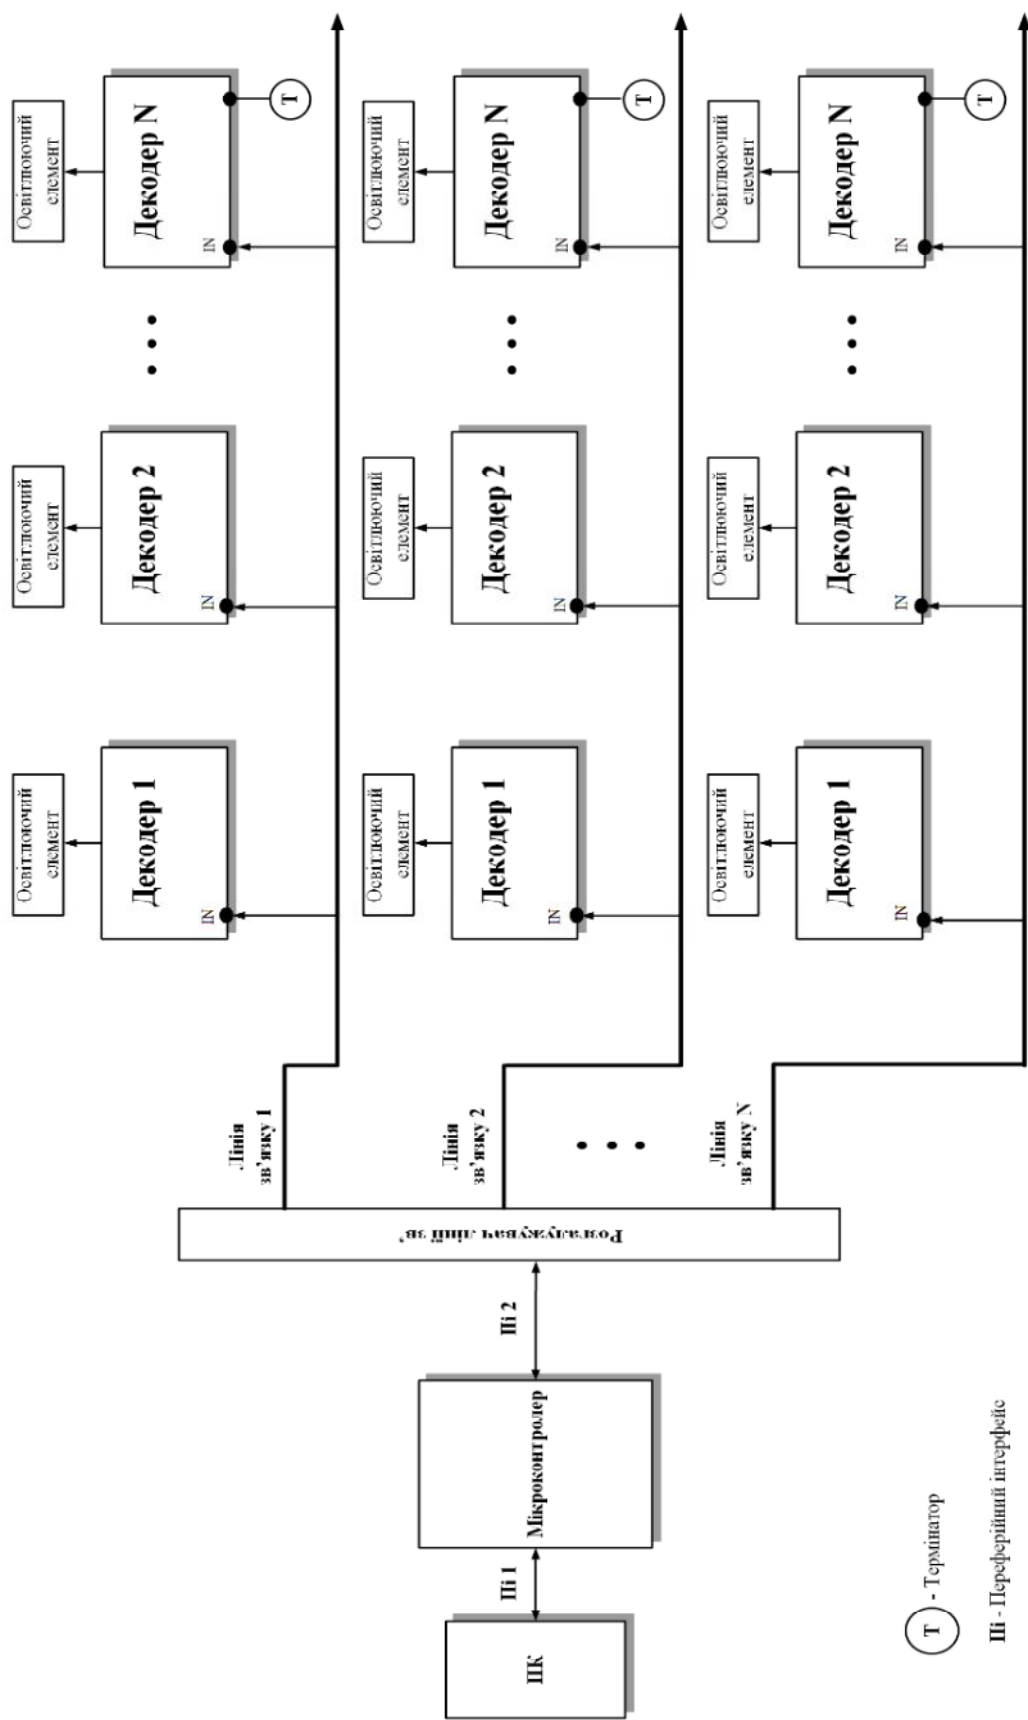 Освітлюючий
елемент
Освітлюючий
елемент
Освітлюючий
елемент
Декодер 1
Декодер 2
Декодер N
IN
IN
IN
T
Лінія
зв’язку 1
Освітлюючий
елемент
Освітлюючий
елемент
Освітлюючий
елемент
Декодер 1
Декодер 2
Декодер N
IN
IN
IN
T
Лінія
зв’язку 2
ПК
Пі 1
Мікроконтролер
Пі 2
Розгалужувач лінії зв’
Освітлюючий
елемент
Освітлюючий
елемент
Освітлюючий
елемент
Декодер 1
Декодер 2
Декодер N
IN
IN
IN
T
Лінія
зв’язку N
T - Термінатор
Пі - Переферійний інтерфейс